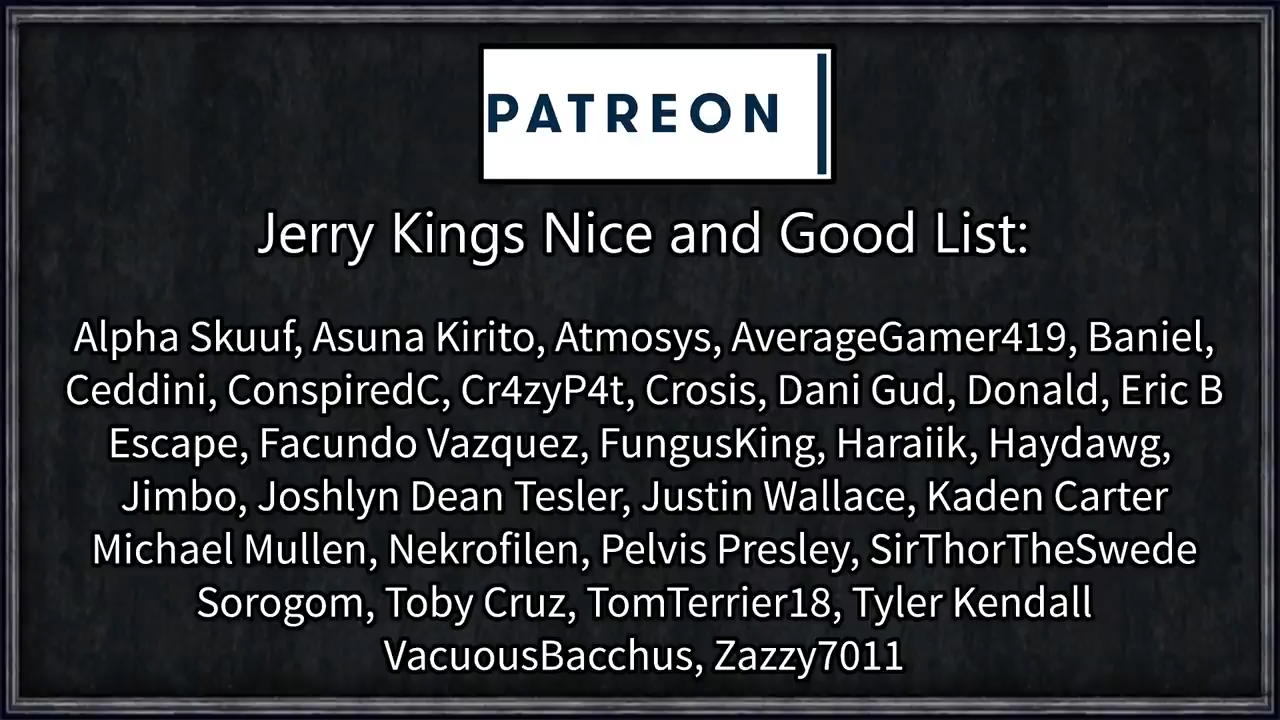 PATREON
Jerry Kings Nice and Good List:
Alpha Skuuf, Asuna Kirito, Atmosys, AverageGamer419, Baniel,
Ceddini, ConspiredC, Cr4zyP4t, Crosis, Dani Gud, Donald, Eric B
Escape, Facundo Vazquez, FungusKing, Haraiik, Haydawg,
Jimbo, Joshlyn Dean Tesler, Justin Wallace, Kaden Carter
Michael Mullen, Nekrofilen, Pelvis Presley, SirThorTheSwede
Sorogom, Toby Cruz, TomTerrier18, Tyler Kendall
VacuousBacchus, Zazzy7011